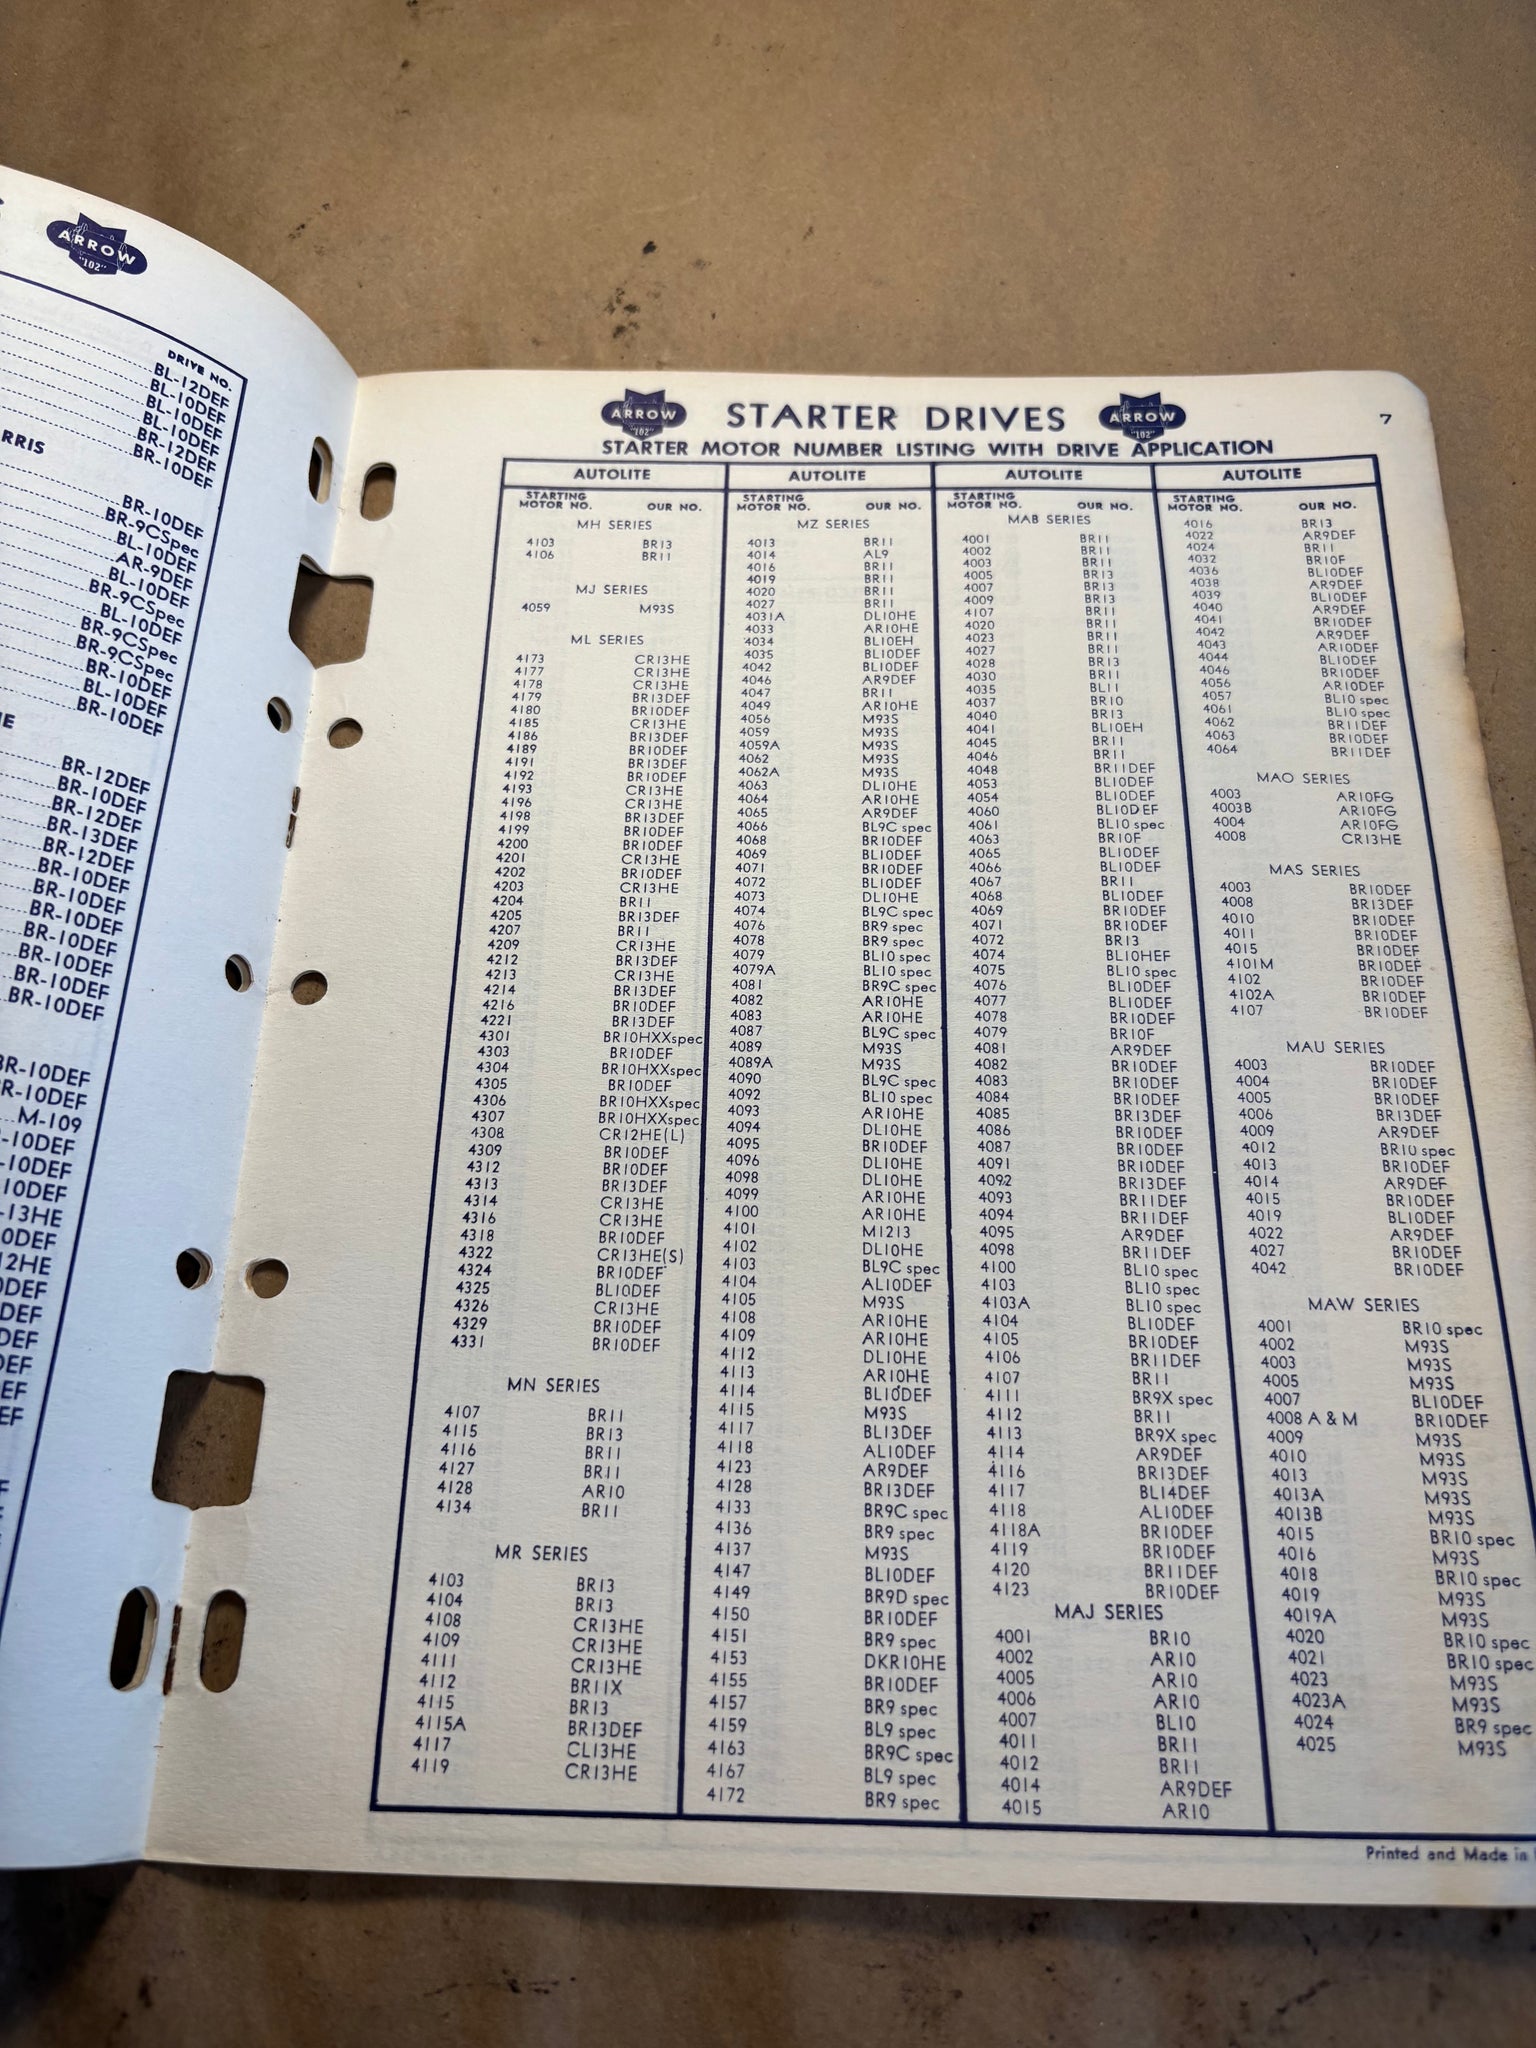 ARROW
"102"
DRIVE NO.
BL-12DEF
BL-10DEF
BL-10DEF
BL-10DEF
BR-12DEF
BR-10DEF
RRIS
BR-10DEF
BR-9CSpec
BL-10DEF
AR-9DEF
BL-10DEF
BR-9CSpec
BL-10DEF
BR-9CSpec
BR-9CSpec
BR-10DEF
BL-10DEF
BR-10DEF
BR-12DEF
BR-10DEF
BR-12DEF
BR-13DEF
BR-12DEF
BR-10DEF
BR-10DEF
BR-10DEF
BR-10DEF
BR-10DEF
BR-10DEF
BR-10DEF
BR-10DEF
R-10DEF
M-109
-10DEF
-10DEF
10DEF
-13HE
0DEF
12HE
0DEF
DEF
DEF
DEF
EF
EF
ARROW "102" STARTER DRIVES ARROW "102" 7
STARTER MOTOR NUMBER LISTING WITH DRIVE APPLICATION
AUTOLITE
STARTING MOTOR NO. OUR NO.
MH SERIES
4103 BR13
4106 BR11
MJ SERIES
4059 M93S
ML SERIES
4173 CR13HE
4177 CR13HE
4178 CR13HE
4179 BR13DEF
4180 BR10DEF
4185 CR13HE
4186 BR13DEF
4189 BR10DEF
4191 BR13DEF
4192 BR10DEF
4193 CR13HE
4196 CR13HE
4198 BR13DEF
4199 BR10DEF
4200 BR10DEF
4201 CR13HE
4202 BR10DEF
4203 CR13HE
4204 BR11
4205 BR13DEF
4207 BR11
4209 CR13HE
4212 BR13DEF
4213 CR13HE
4214 BR13DEF
4216 BR10DEF
4221 BR13DEF
4301 BR10HXXspec
4303 BR10DEF
4304 BR10HXXspec
4305 BR10DEF
4306 BR10HXXspec
4307 BR10HXXspec
4308 CR12HE(L)
4309 BR10DEF
4312 BR10DEF
4313 BR13DEF
4314 CR13HE
4316 CR13HE
4318 BR10DEF
4322 CR13HE(S)
4324 BR10DEF
4325 BL10DEF
4326 CR13HE
4329 BR10DEF
4331 BR10DEF
MN SERIES
4107 BR11
4115 BR13
4116 BR11
4127 BR11
4128 AR10
4134 BR11
MR SERIES
4103 BR13
4104 BR13
4108 CR13HE
4109 CR13HE
4111 CR13HE
4112 BR11X
4115 BR13
4115A BR13DEF
4117 CL13HE
4119 CR13HE
AUTOLITE
STARTING MOTOR NO. OUR NO.
MZ SERIES
4013 BR11
4014 AL9
4016 BR11
4019 BR11
4020 BR11
4027 BR11
4031A DL10HE
4033 AR10HE
4034 BL10EH
4035 BL10DEF
4042 BL10DEF
4046 AR9DEF
4047 BR11
4049 AR10HE
4056 M93S
4059 M93S
4059A M93S
4062 M93S
4062A M93S
4063 DL10HE
4064 AR10HE
4065 AR9DEF
4066 BL9C spec
4068 BR10DEF
4069 BL10DEF
4071 BR10DEF
4072 BL10DEF
4073 DL10HE
4074 BL9C spec
4076 BR9 spec
4078 BR9 spec
4079 BL10 spec
4079A BL10 spec
4081 BR9C spec
4082 AR10HE
4083 AR10HE
4087 BL9C spec
4089 M93S
4089A M93S
4090 BL9C spec
4092 BL10 spec
4093 AR10HE
4094 DL10HE
4095 BR10DEF
4096 DL10HE
4098 DL10HE
4099 AR10HE
4100 AR10HE
4101 M1213
4102 DL10HE
4103 BL9C spec
4104 AL10DEF
4105 M93S
4108 AR10HE
4109 AR10HE
4112 DL10HE
4113 AR10HE
4114 BL10DEF
4115 M93S
4117 BL13DEF
4118 AL10DEF
4123 AR9DEF
4128 BR13DEF
4133 BR9C spec
4136 BR9 spec
4137 M93S
4147 BL10DEF
4149 BR9D spec
4150 BR10DEF
4151 BR9 spec
4153 DKR10HE
4155 BR10DEF
4157 BR9 spec
4159 BL9 spec
4163 BR9C spec
4167 BL9 spec
4172 BR9 spec
AUTOLITE
STARTING MOTOR NO. OUR NO.
MAB SERIES
4001 BR11
4002 BR11
4003 BR11
4005 BR13
4007 BR13
4009 BR13
4107 BR11
4020 BR11
4023 BR11
4027 BR11
4028 BR13
4030 BR11
4035 BL11
4037 BR10
4040 BR13
4041 BL10EH
4045 BR11
4046 BR11
4048 BR11DEF
4053 BL10DEF
4054 BL10DEF
4060 BL10DEF
4061 BL10 spec
4063 BR10F
4065 BL10DEF
4066 BL10DEF
4067 BR11
4068 BL10DEF
4069 BR10DEF
4071 BR10DEF
4072 BR13
4074 BL10HEF
4075 BL10 spec
4076 BL10DEF
4077 BL10DEF
4078 BR10DEF
4079 BR10F
4081 AR9DEF
4082 BR10DEF
4083 BR10DEF
4084 BR10DEF
4085 BR13DEF
4086 BR10DEF
4087 BR10DEF
4091 BR10DEF
4092 BR13DEF
4093 BR11DEF
4094 BR11DEF
4095 AR9DEF
4098 BR11DEF
4100 BL10 spec
4103 BL10 spec
4103A BL10 spec
4104 BL10DEF
4105 BR10DEF
4106 BR11DEF
4107 BR11
4111 BR9X spec
4112 BR11
4113 BR9X spec
4114 AR9DEF
4116 BR13DEF
4117 BL14DEF
4118 AL10DEF
4118A BR10DEF
4119 BR10DEF
4120 BR11DEF
4123 BR10DEF
MAJ SERIES
4001 BR10
4002 AR10
4005 AR10
4006 AR10
4007 BL10
4011 BR11
4012 BR11
4014 AR9DEF
4015 AR10
AUTOLITE
STARTING MOTOR NO. OUR NO.
4016 BR13
4022 AR9DEF
4024 BR11
4032 BR10F
4036 BL10DEF
4038 AR9DEF
4039 BL10DEF
4040 AR9DEF
4041 BL10DEF
4042 AR9DEF
4043 AR10DEF
4044 BL10DEF
4046 BR10DEF
4056 AR10DEF
4057 BL10 spec
4061 BL10 spec
4062 BR11DEF
4063 BR10DEF
4064 BR11DEF
MAO SERIES
4003 AR10FG
4003B AR10FG
4004 AR10FG
4008 CR13HE
MAS SERIES
4003 BR10DEF
4008 BR13DEF
4010 BR10DEF
4011 BR10DEF
4015 BR10DEF
4101M BR10DEF
4102 BR10DEF
4102A BR10DEF
4107 BR10DEF
MAU SERIES
4003 BR10DEF
4004 BR10DEF
4005 BR10DEF
4006 BR13DEF
4009 AR9DEF
4012 BR10 spec
4013 BR10DEF
4014 AR9DEF
4015 BR10DEF
4019 BL10DEF
4022 AR9DEF
4027 BR10DEF
4042 BR10DEF
MAW SERIES
4001 BR10 spec
4002 M93S
4003 M93S
4005 M93S
4007 BL10DEF
4008 A & M BR10DEF
4009 M93S
4010 M93S
4013 M93S
4013A M93S
4013B M93S
4015 BR10 spec
4016 M93S
4018 BR10 spec
4019 M93S
4019A M93S
4020 BR10 spec
4021 BR10 spec
4023 M93S
4023A M93S
4024 BR9 spec
4025 M93S
Printed and Made in